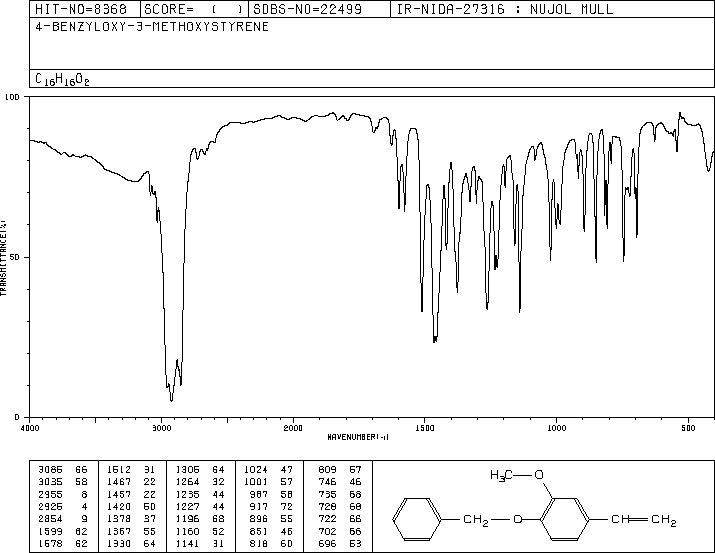 HIT-NO=8368 SCORE= ( ) SDBS-NO=22499 IR-NIDA-27316 : NUJOL MULL
4-BENZYLOXY-3-METHOXYSTYRENE
C16H16O2
100
50
0
TRANSMITTANCE(%)
4000 3000 2000 1500 1000 500
WAVENUMBER(-1)
3085 66 1512 31 1305 64 1024 47 809 57
3035 58 1467 22 1264 32 1001 57 746 46
2955 8 1457 22 1235 44 987 58 735 68
2925 4 1420 50 1227 44 917 72 728 68
2854 9 1378 37 1196 68 896 55 722 66
1599 62 1367 55 1160 52 851 46 702 66
1578 62 1330 64 1141 31 818 60 696 53
H3C O
CH2 O CH CH2